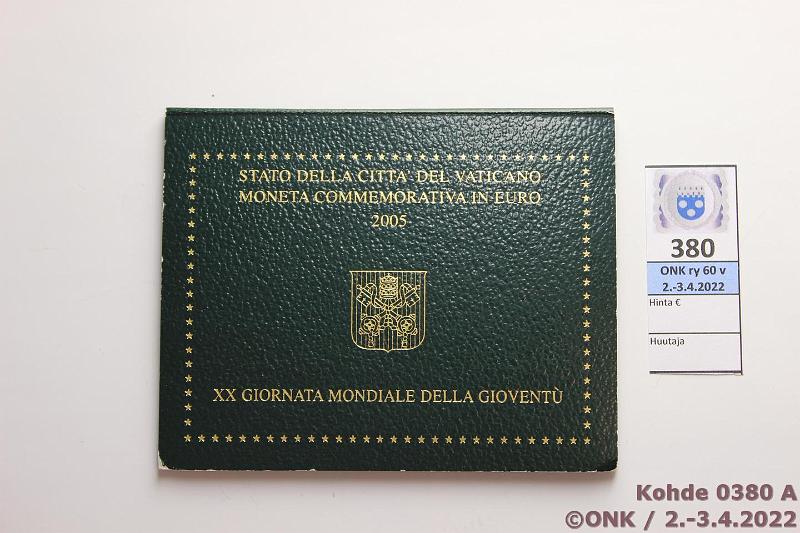 STATO DELLA CITTA' DEL VATICANO
MONETA COMMEMORATIVA IN EURO
2005
XX GIORNATA MONDIALE DELLA GIOVENTÙ
380
ONK ry 60 v
2.-3.4.2022
Hinta €
Huutaja
Kohde 0380 A
©ONK / 2.-3.4.2022